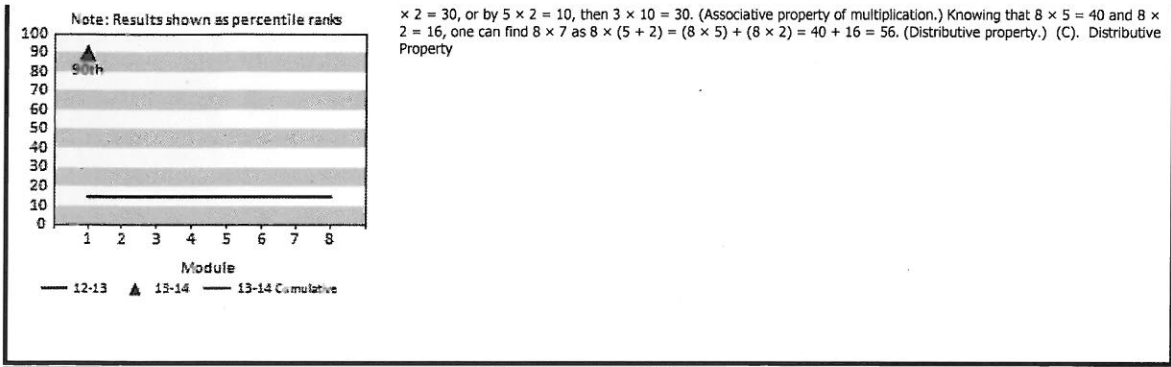 Note: Results shown as percentile ranks
100
90
80
70
60
50
40
30
20
10
0
90th
1 2 3 4 5 6 7 8
Module
12-13 13-14 13-14 Cumulative
× 2 = 30, or by 5 × 2 = 10, then 3 × 10 = 30. (Associative property of multiplication.) Knowing that 8 × 5 = 40 and 8 ×
2 = 16, one can find 8 × 7 as 8 × (5 + 2) = (8 × 5) + (8 × 2) = 40 + 16 = 56. (Distributive property.) (C). Distributive
Property